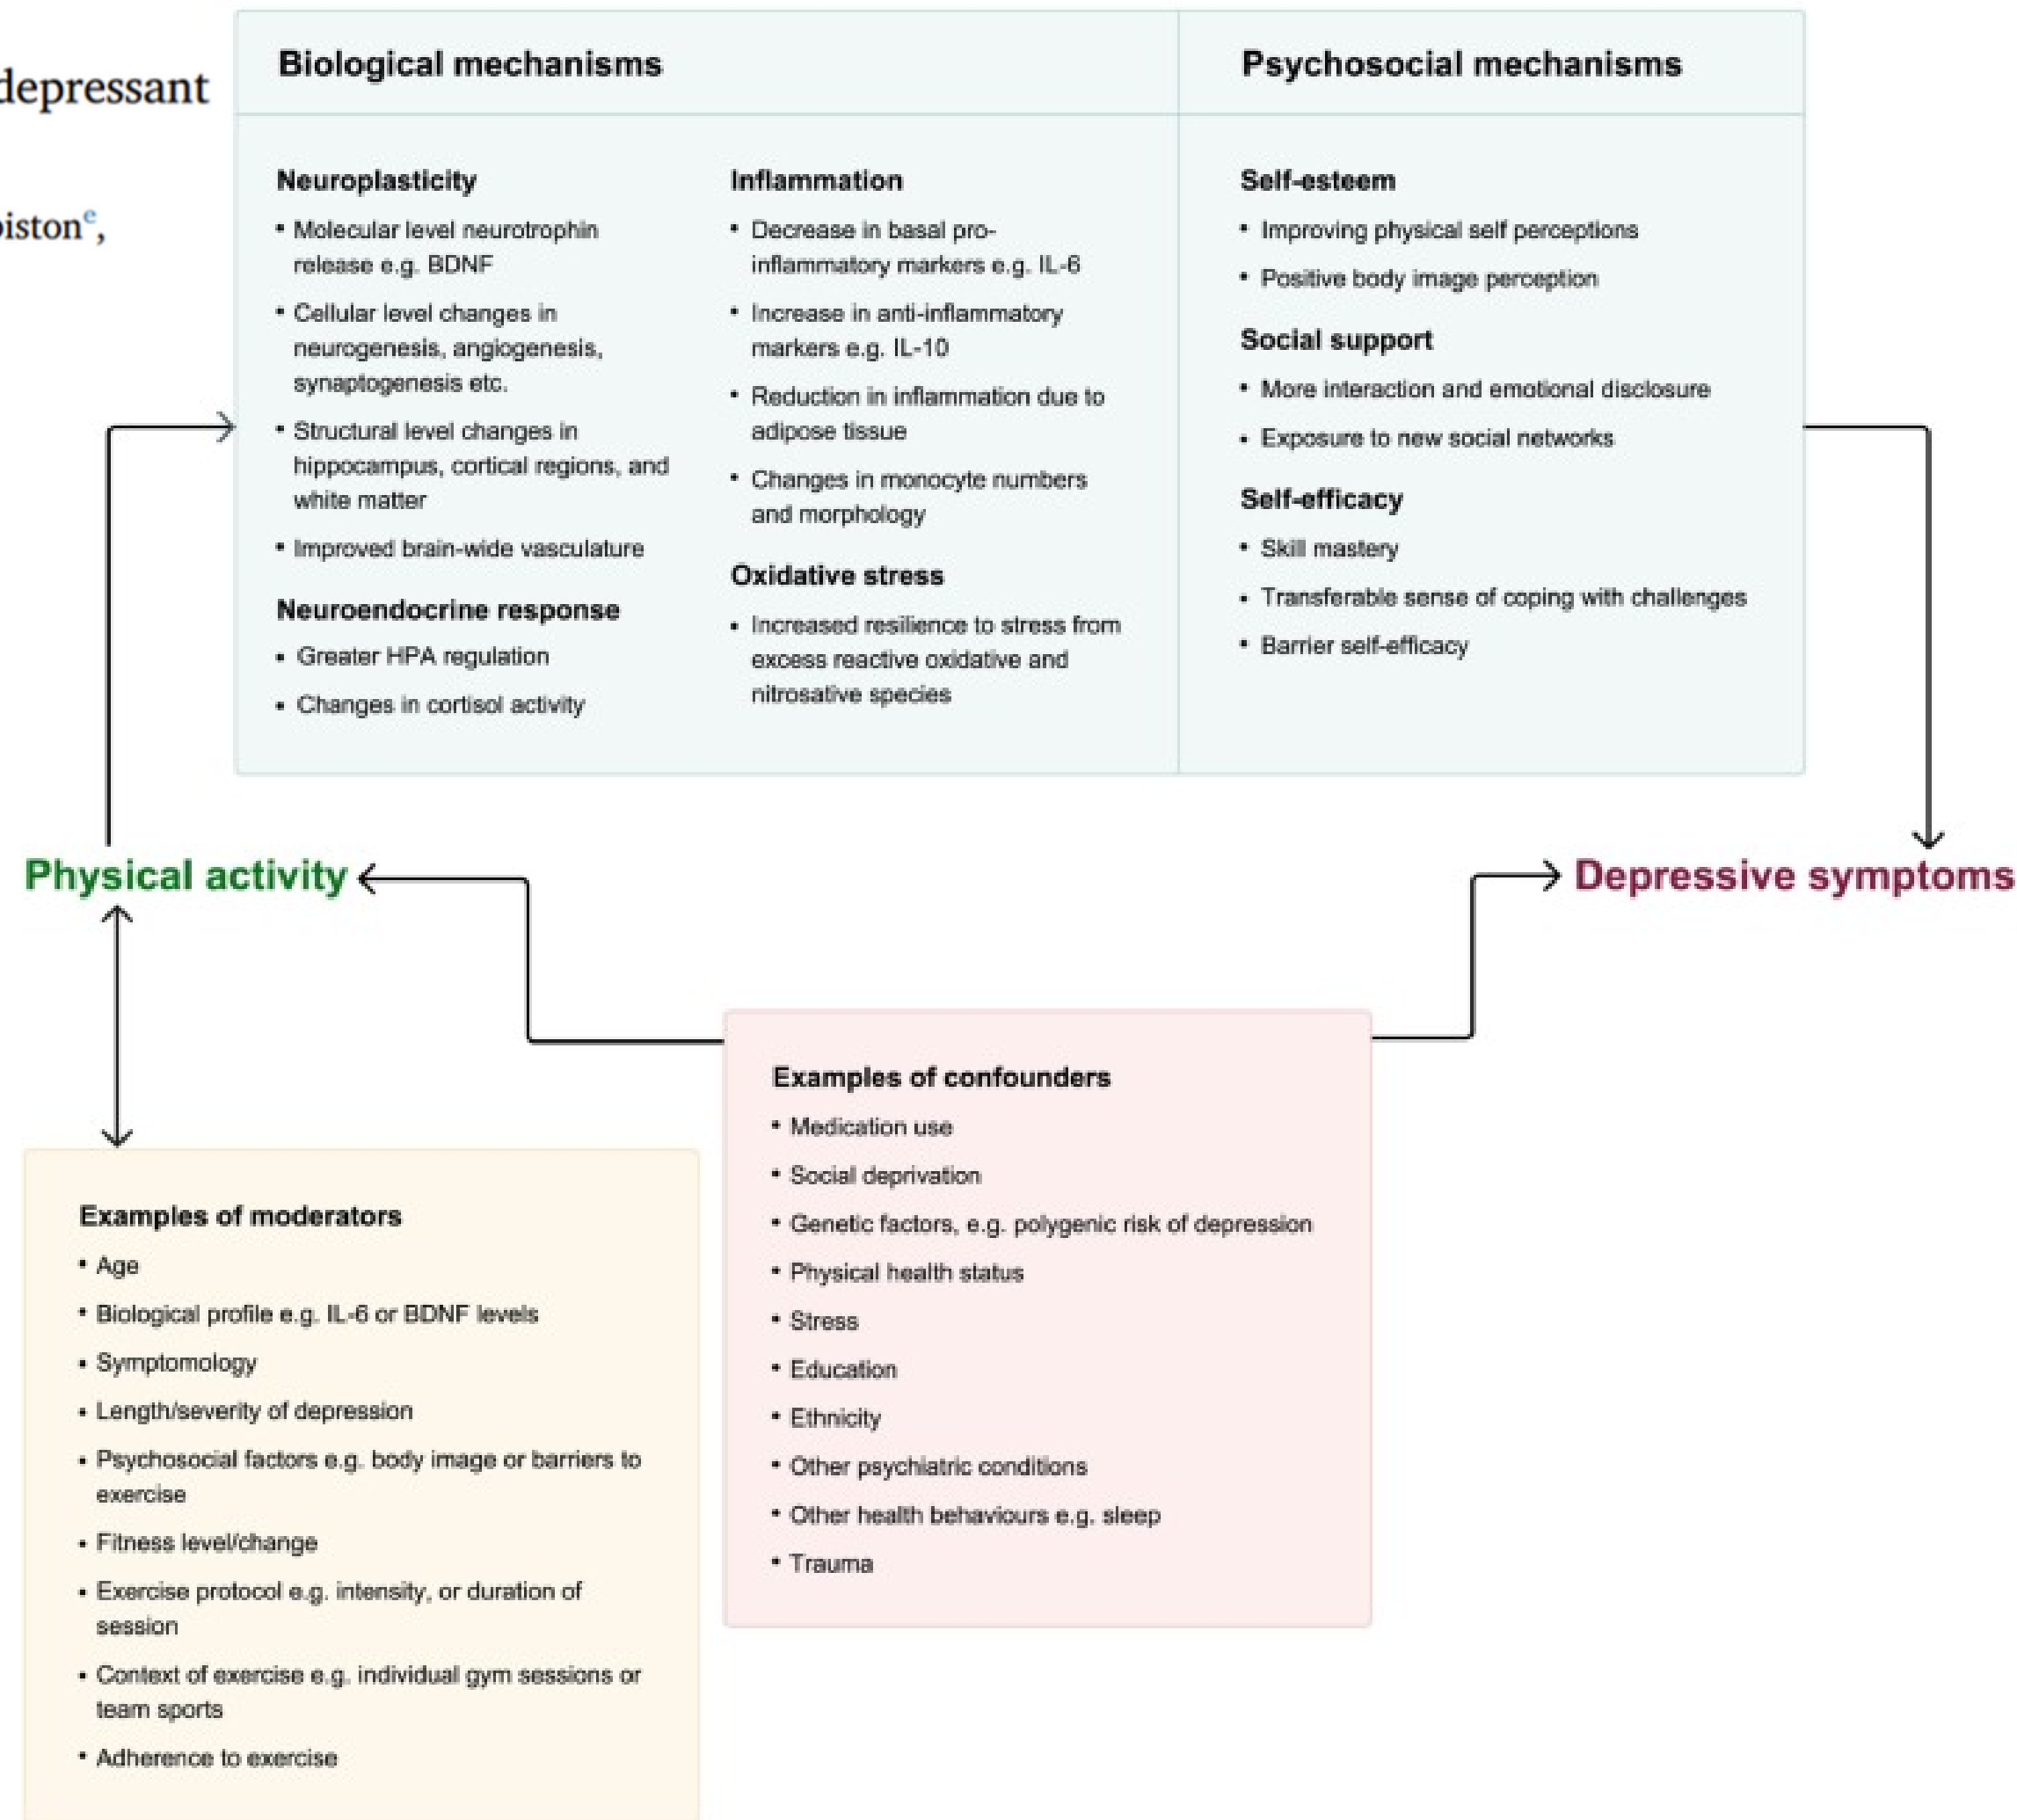 depressant
piston^e,
Biological mechanisms
Neuroplasticity
• Molecular level neurotrophin
release e.g. BDNF
• Cellular level changes in
neurogenesis, angiogenesis,
synaptogenesis etc.
• Structural level changes in
hippocampus, cortical regions, and
white matter
• Improved brain-wide vasculature
Neuroendocrine response
• Greater HPA regulation
• Changes in cortisol activity
Inflammation
• Decrease in basal pro-
inflammatory markers e.g. IL-6
• Increase in anti-inflammatory
markers e.g. IL-10
• Reduction in inflammation due to
adipose tissue
• Changes in monocyte numbers
and morphology
Oxidative stress
• Increased resilience to stress from
excess reactive oxidative and
nitrosative species
Psychosocial mechanisms
Self-esteem
• Improving physical self perceptions
• Positive body image perception
Social support
• More interaction and emotional disclosure
• Exposure to new social networks
Self-efficacy
• Skill mastery
• Transferable sense of coping with challenges
• Barrier self-efficacy
Physical activity
Depressive symptoms
Examples of confounders
• Medication use
• Social deprivation
• Genetic factors, e.g. polygenic risk of depression
• Physical health status
• Stress
• Education
• Ethnicity
• Other psychiatric conditions
• Other health behaviours e.g. sleep
• Trauma
Examples of moderators
• Age
• Biological profile e.g. IL-6 or BDNF levels
• Symptomology
• Length/severity of depression
• Psychosocial factors e.g. body image or barriers to
exercise
• Fitness level/change
• Exercise protocol e.g. intensity, or duration of
session
• Context of exercise e.g. individual gym sessions or
team sports
• Adherence to exercise